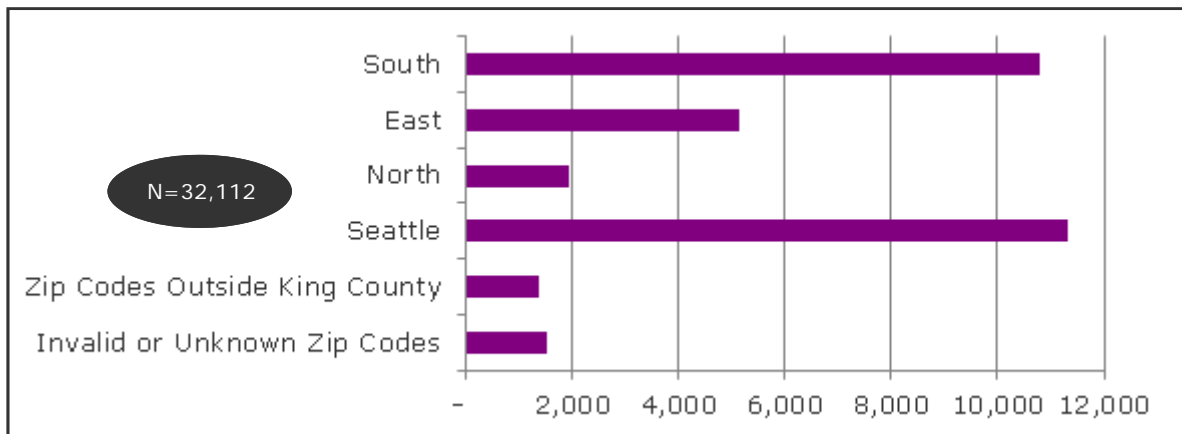 South
East
North
N=32,112
Seattle
Zip Codes Outside King County
Invalid or Unknown Zip Codes
- 2,000 4,000 6,000 8,000 10,000 12,000